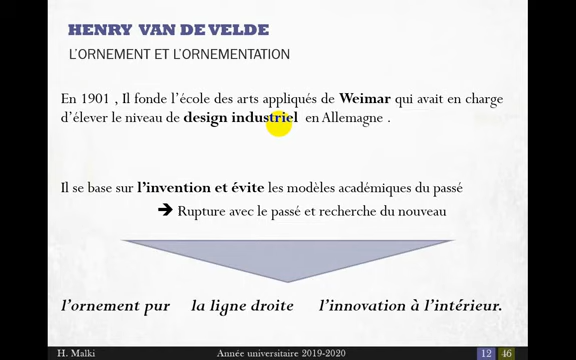 HENRY VAN DE VELDE
L'ORNEMENT ET L'ORNEMENTATION
En 1901 , Il fonde l'école des arts appliqués de Weimar qui avait en charge
d'élever le niveau de design industriel en Allemagne .
Il se base sur l'invention et évite les modèles académiques du passé
➔ Rupture avec le passé et recherche du nouveau
l'ornement pur la ligne droite l'innovation à l'intérieur.
H. Malki Année universitaire 2019-2020 12 46